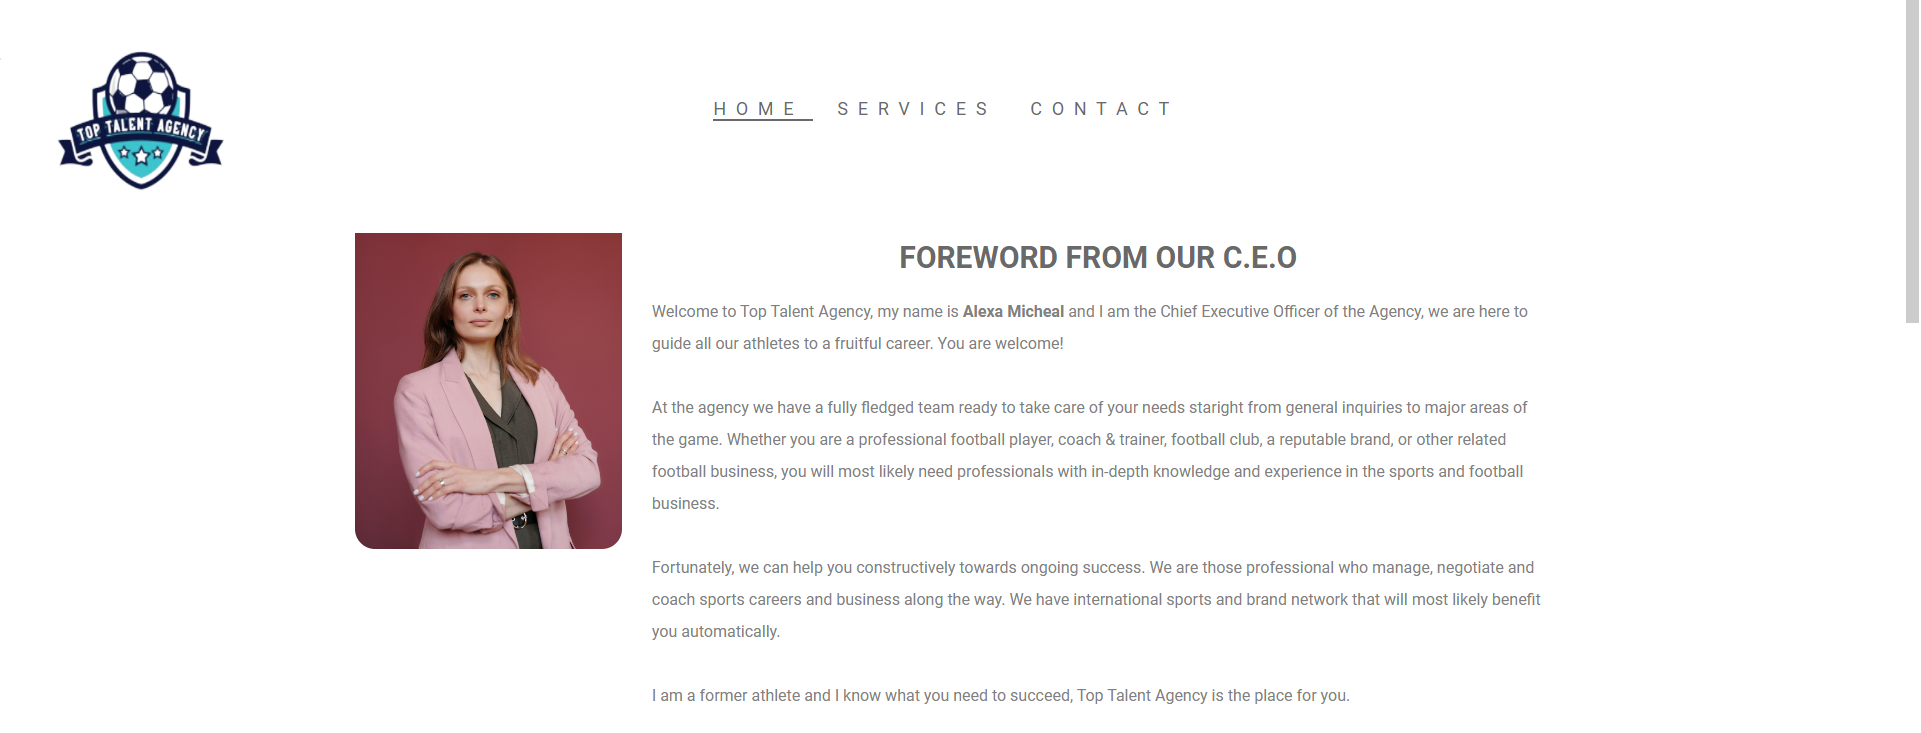 TOP TALENT AGENCY
HOME SERVICES CONTACT
FOREWORD FROM OUR C.E.O
Welcome to Top Talent Agency, my name is Alexa Micheal and I am the Chief Executive Officer of the Agency, we are here to
guide all our athletes to a fruitful career. You are welcome!
At the agency we have a fully fledged team ready to take care of your needs staright from general inquiries to major areas of
the game. Whether you are a professional football player, coach & trainer, football club, a reputable brand, or other related
football business, you will most likely need professionals with in-depth knowledge and experience in the sports and football
business.
Fortunately, we can help you constructively towards ongoing success. We are those professional who manage, negotiate and
coach sports careers and business along the way. We have international sports and brand network that will most likely benefit
you automatically.
I am a former athlete and I know what you need to succeed, Top Talent Agency is the place for you.